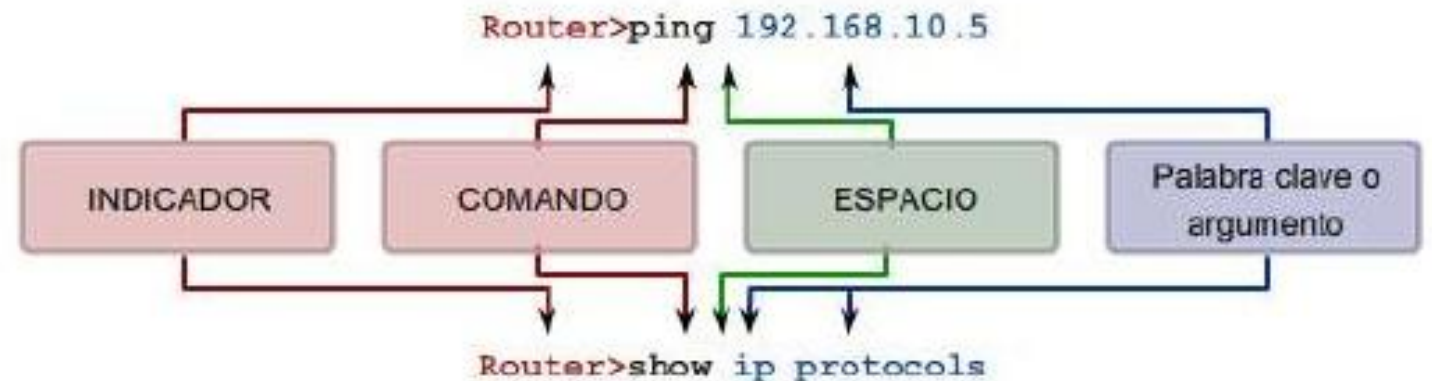 Router>ping 192.168.10.5
INDICADOR
COMANDO
ESPACIO
Palabra clave o
argumento
Router>show ip protocols